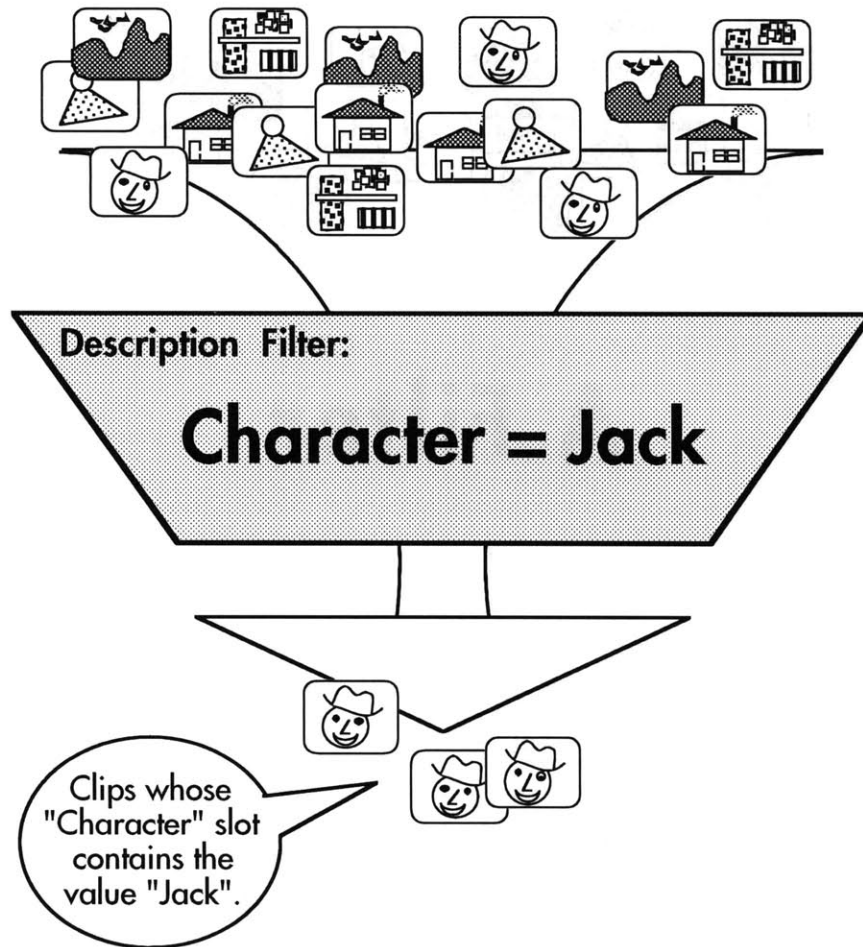 Description Filter:
Character = Jack
Clips whose
"Character" slot
contains the
value "Jack".